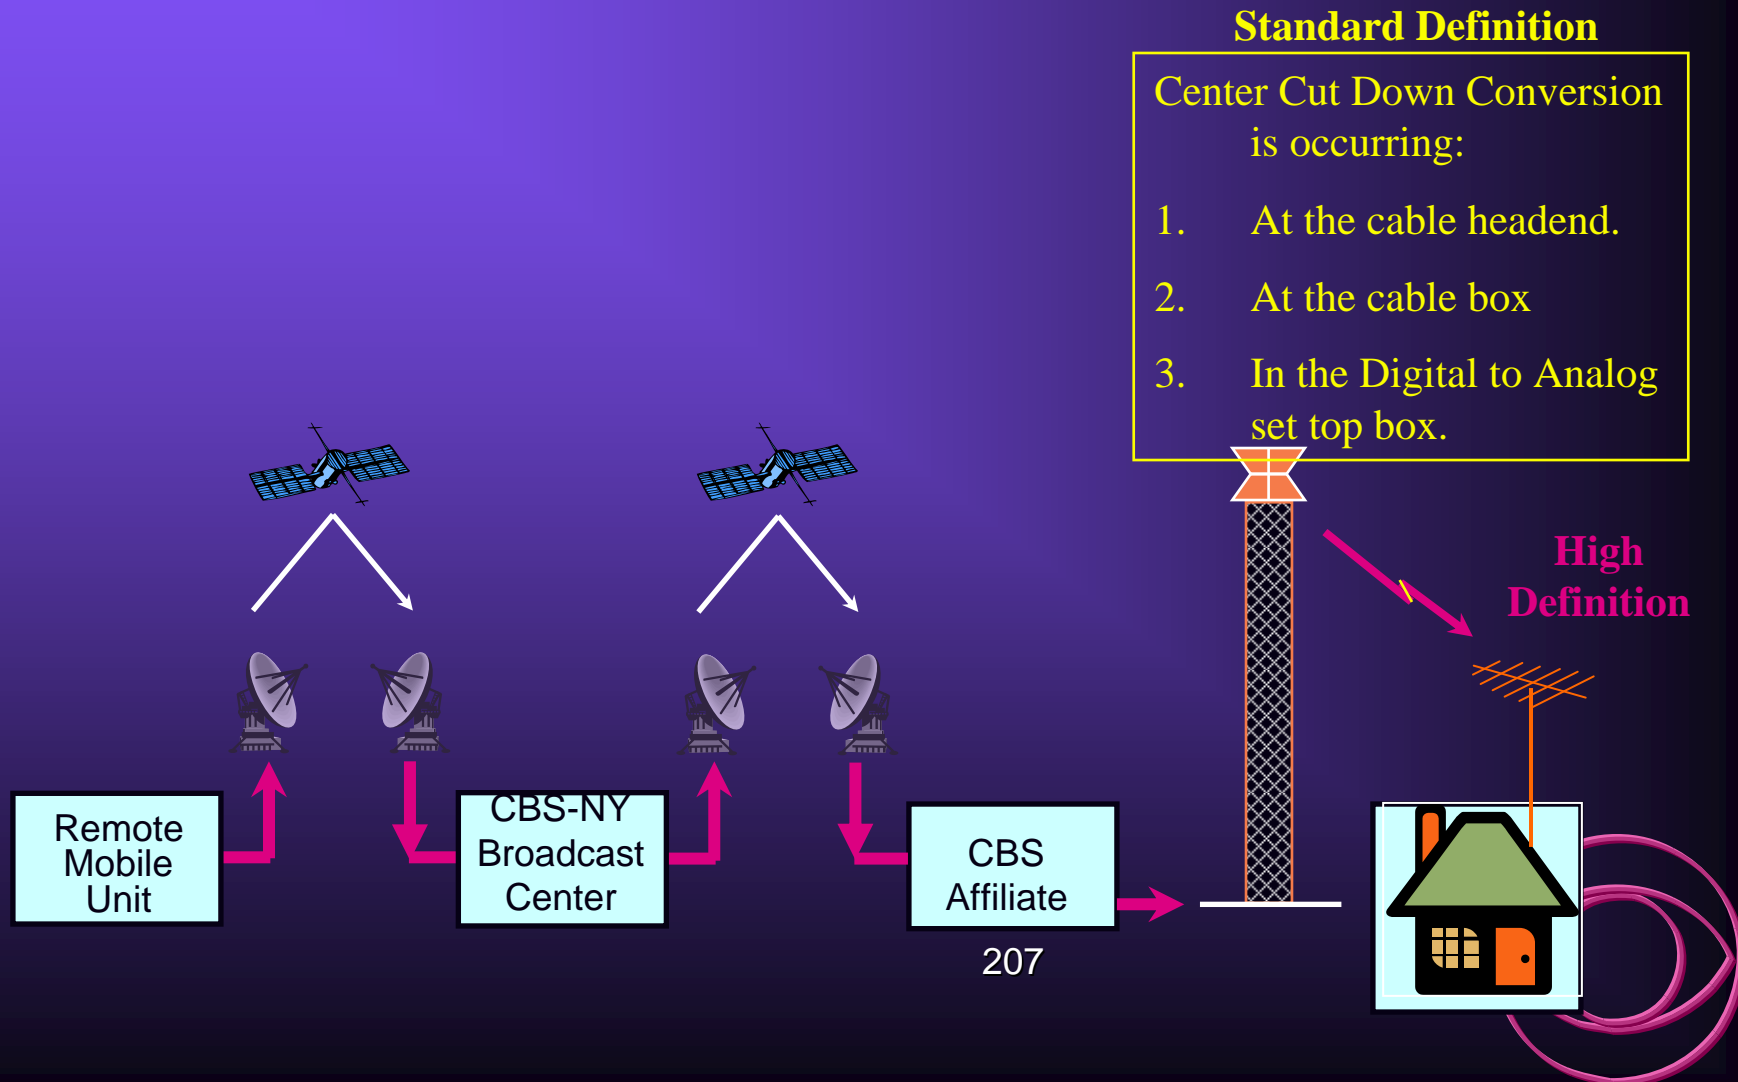 Standard Definition
Center Cut Down Conversion
is occurring:
1. At the cable headend.
2. At the cable box
3. In the Digital to Analog
set top box.
High
Definition
Remote
Mobile
Unit
CBS-NY
Broadcast
Center
CBS
Affiliate
207